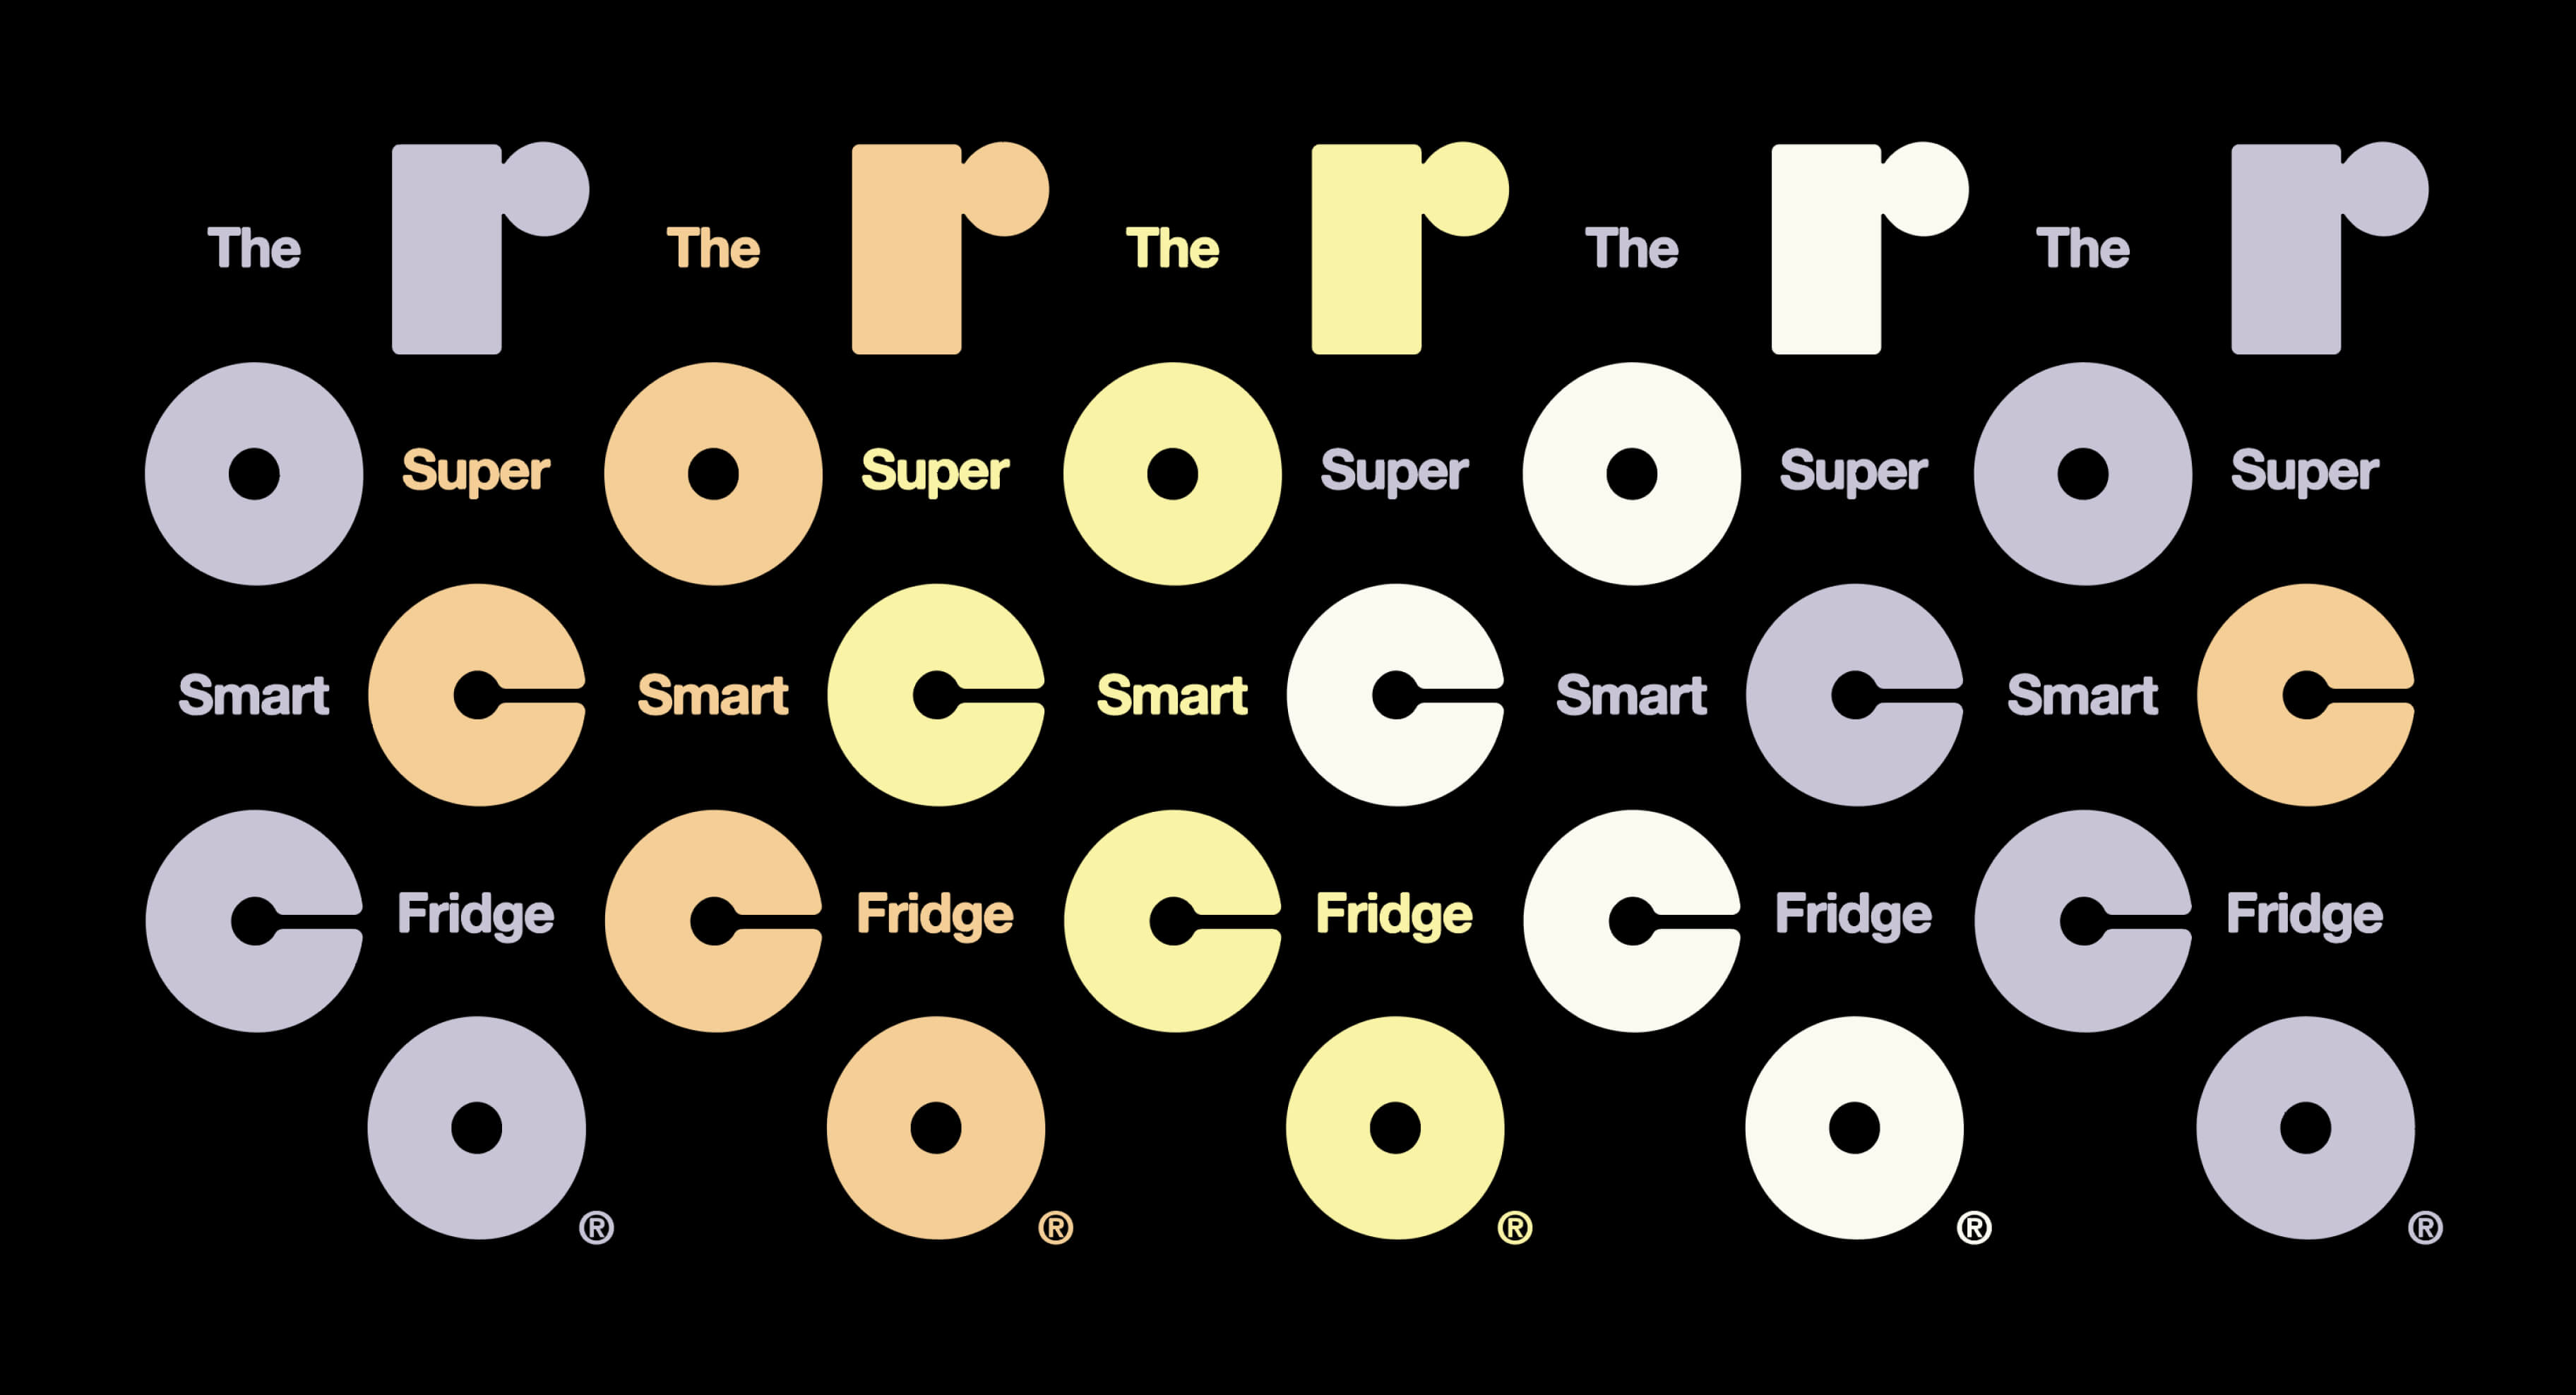 The r The r The r The r The r
o Super o Super o Super o Super o Super
Smart c Smart c Smart c Smart c Smart c
c Fridge c Fridge c Fridge c Fridge c Fridge
o® o® o® o® o®